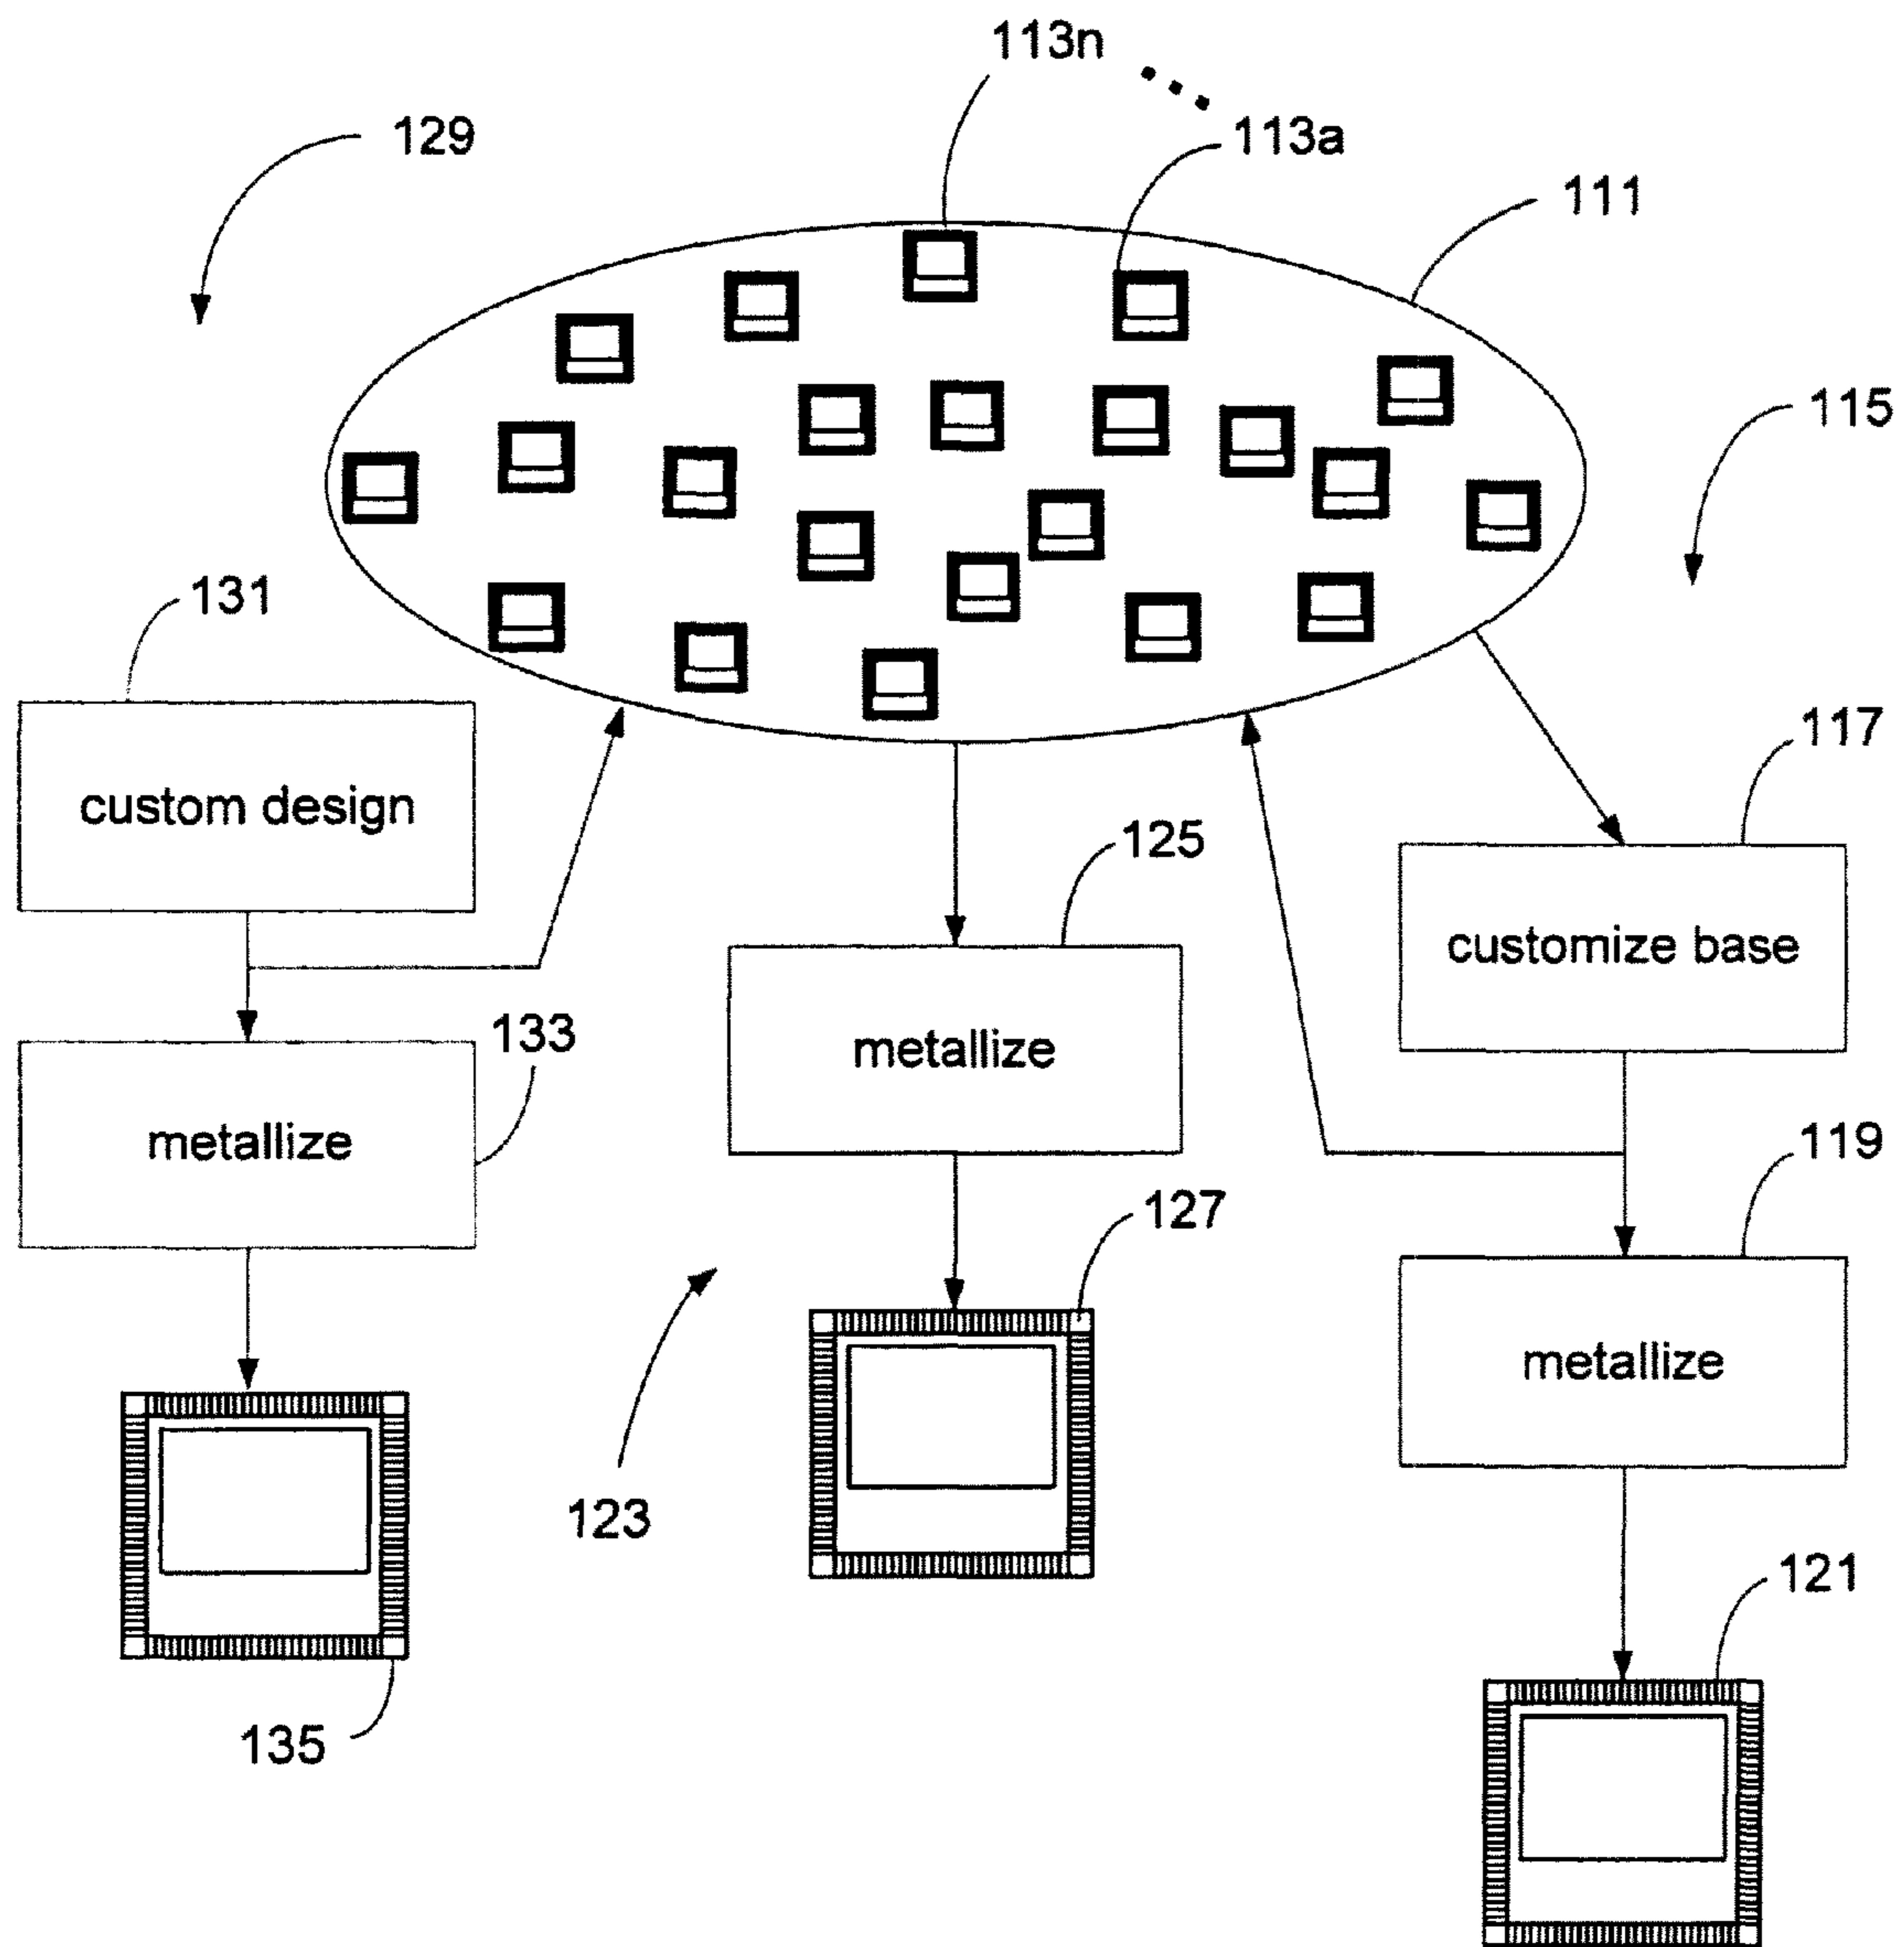 113n
113a
129
111
115
131
117
custom design
125
customize base
133
metallize
metallize
119
127
metallize
123
121
135